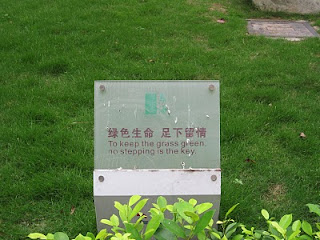 绿色生命 足下留情
To keep the grass green,
no stepping is the key.